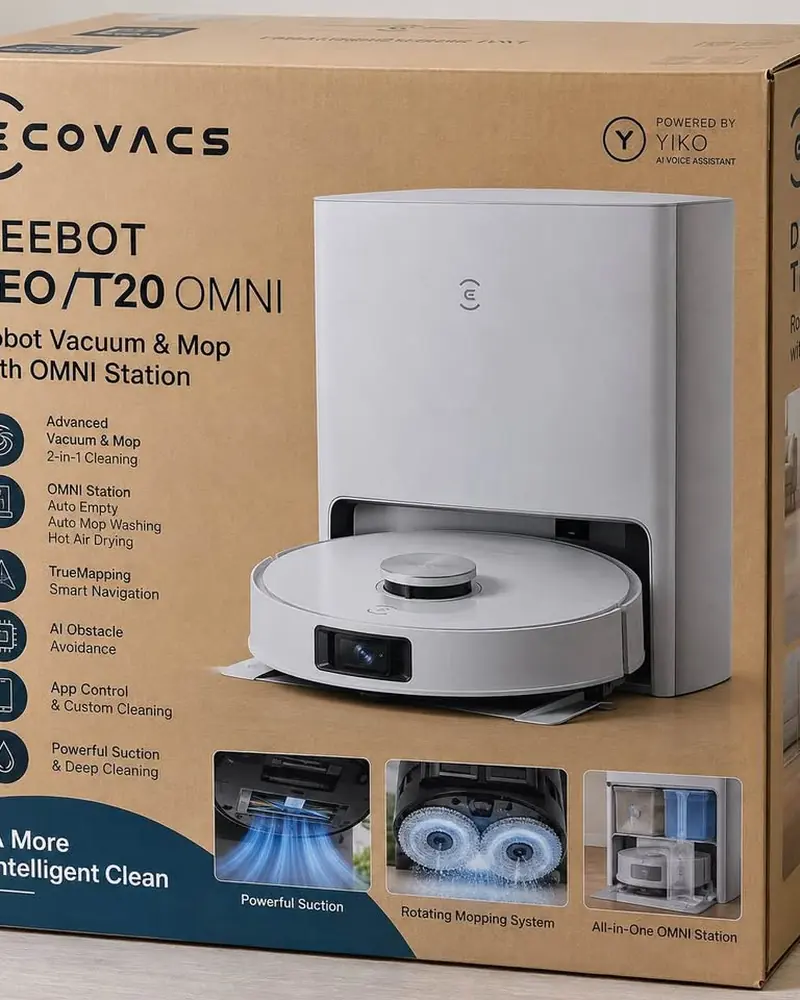 ECOVACS
POWERED BY
YIKO
AI VOICE ASSISTANT
Y
EEBOT
EO/T20 OMNI
obot Vacuum & Mop
th OMNI Station
Advanced
Vacuum & Mop
2-in-1 Cleaning
OMNI Station
Auto Empty
Auto Mop Washing
Hot Air Drying
TrueMapping
Smart Navigation
AI Obstacle
Avoidance
App Control
& Custom Cleaning
Powerful Suction
& Deep Cleaning
A More
ntelligent Clean
Powerful Suction
Rotating Mopping System
All-in-One OMNI Station
D
T
Ro
wi